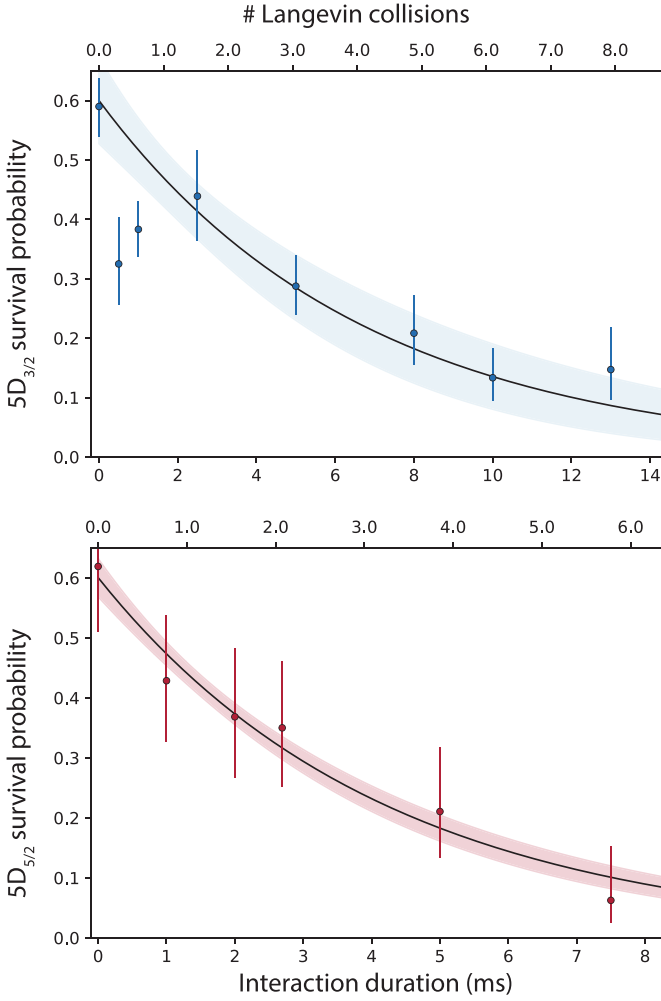 # Langevin collisions
0.0 1.0 2.0 3.0 4.0 5.0 6.0 7.0 8.0
0.6
0.5
0.4
0.3
0.2
0.1
0.0
5D3/2 survival probability
0 2 4 6 8 10 12 14
0.0 1.0 2.0 3.0 4.0 5.0 6.0
0.6
0.5
0.4
0.3
0.2
0.1
0.0
5D5/2 survival probability
0 1 2 3 4 5 6 7 8
Interaction duration (ms)